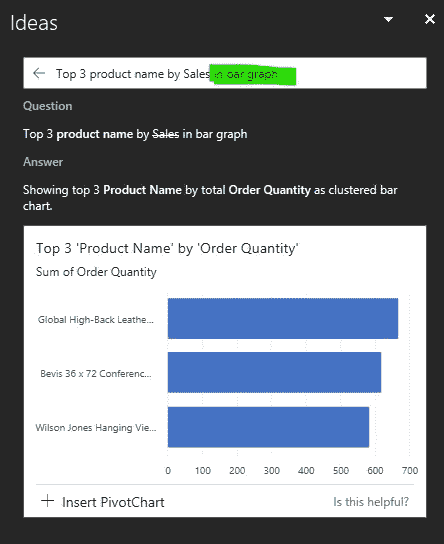 Ideas
Top 3 product name by Sales in bar graph
Question
Top 3 product name by Sales in bar graph
Answer
Showing top 3 Product Name by total Order Quantity as clustered bar
chart.
Top 3 'Product Name' by 'Order Quantity'
Sum of Order Quantity
Global High-Back Leathe...
Bevis 36 x 72 Conferenc...
Wilson Jones Hanging Vie...
0 100 200 300 400 500 600 700
Insert PivotChart
Is this helpful?